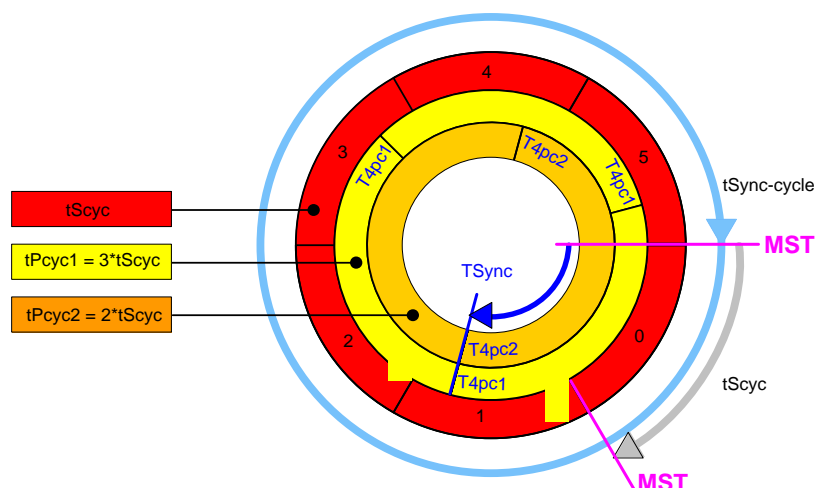 4
3
5
T4pc1
T4pc2
T4pc1
tSync-cycle
tScyc
MST
tPcyc1 = 3*tScyc
TSync
tPcyc2 = 2*tScyc
2
0
T4pc2
T4pc1
tScyc
1
MST